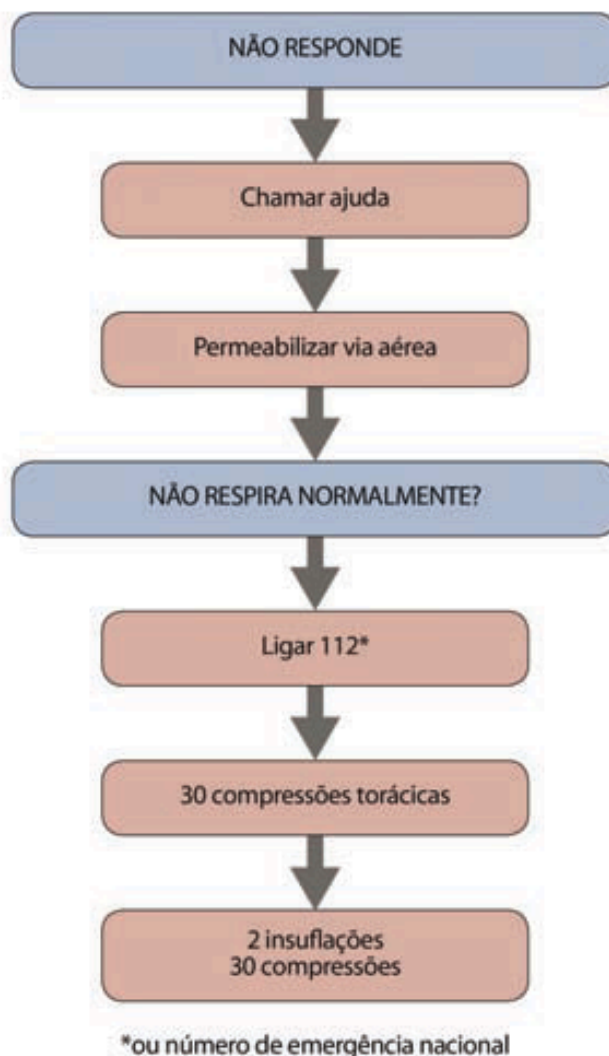 NÃO RESPONDE
Chamar ajuda
Permeabilizar via aérea
NÃO RESPIRA NORMALMENTE?
Ligar 112*
30 compressões torácicas
2 insuflações
30 compressões
*ou número de emergência nacional